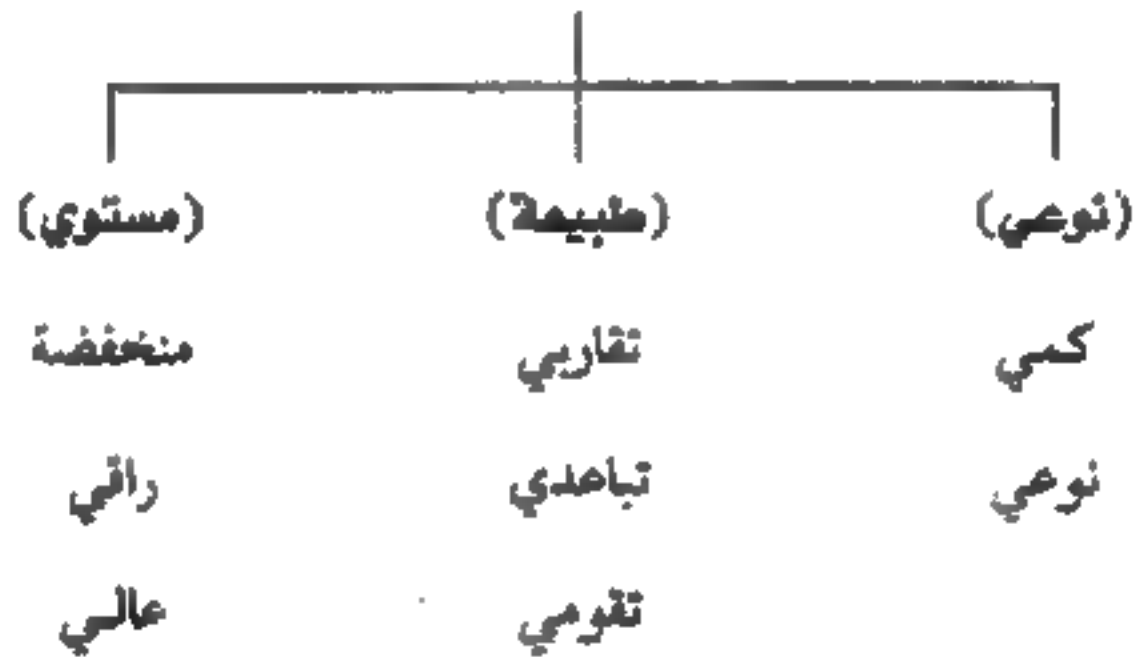 (نوعي) (طبيعة) (مستوي)
كمي تقاربي منخفضة
نوعي تباعدي راقي
تقومي عالي